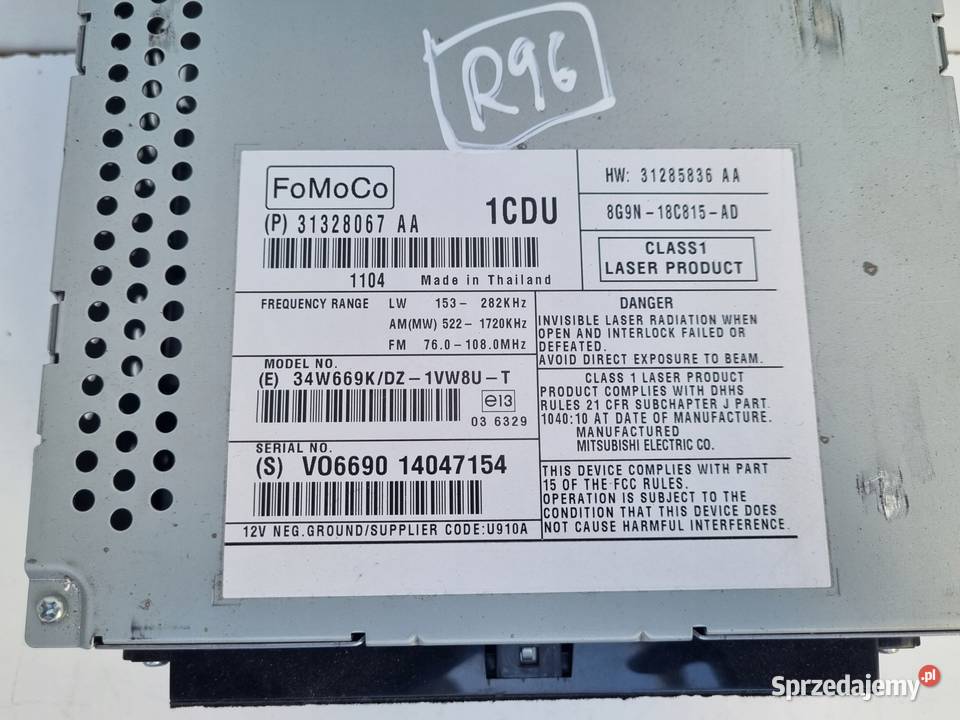 R96
FoMoCo
(P) 31328067 AA
1CDU
1104 Made in Thailand
HW: 31285836 AA
8G9N-18C815-AD
CLASS1
LASER PRODUCT
FREQUENCY RANGE LW 153- 282KHz
AM(MW) 522- 1720KHz
FM 76.0-108.0MHz
DANGER
INVISIBLE LASER RADIATION WHEN
OPEN AND INTERLOCK FAILED OR
DEFEATED.
AVOID DIRECT EXPOSURE TO BEAM.
MODEL NO.
(E) 34W669K/DZ-1VW8U-T
e13
03 6329
CLASS 1 LASER PRODUCT
PRODUCT COMPLIES WITH DHHS
RULES 21 CFR SUBCHAPTER J PART
1040:10 AT DATE OF MANUFACTURE.
MANUFACTURED
MITSUBISHI ELECTRIC CO.
SERIAL NO.
(S) VO6690 14047154
THIS DEVICE COMPLIES WITH PART
15 OF THE FCC RULES.
OPERATION IS SUBJECT TO THE
CONDITION THAT THIS DEVICE DOES
NOT CAUSE HARMFUL INTERFERENCE.
12V NEG.GROUND/SUPPLIER CODE:U910A
Sprzedajemy.pl